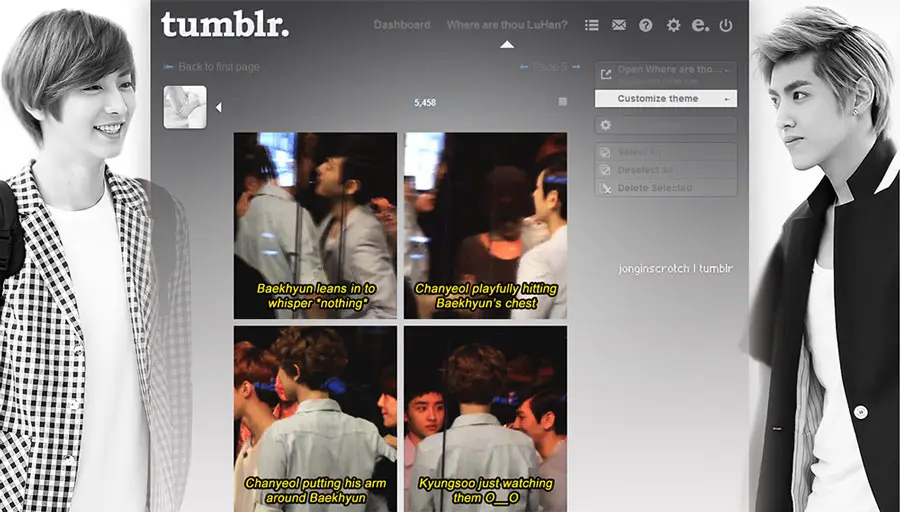 tumblr.
Dashboard
Where are thou LuHan?
Back to first page
Page 5
Open Where are tho...
Customize theme
5,458
Select All
Deselect All
Delete Selected
Baekhyun leans in to
whisper *nothing*
Chanyeol playfully hitting
Baekhyun's chest
jonginscrotch | tumblr
Chanyeol putting his arm
around Baekhyun
Kyungsoo just watching
them O__O